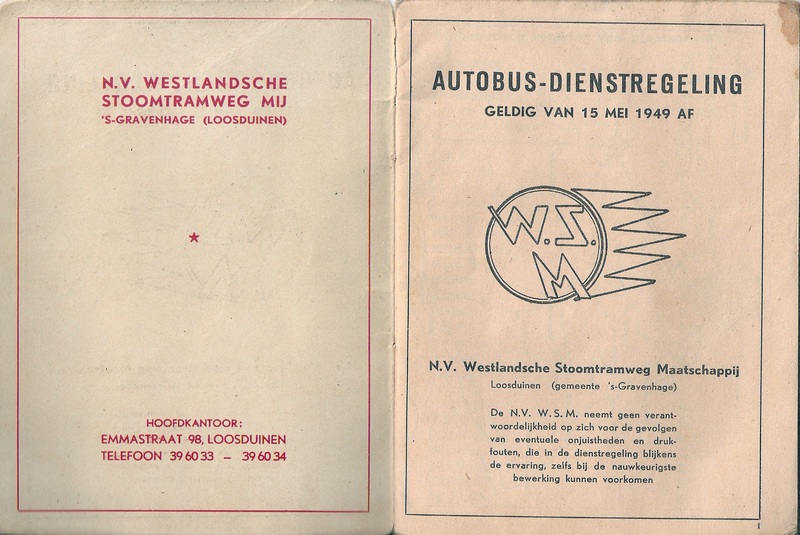 N.V. WESTLANDSCHE
STOOMTRAMWEG MIJ
'S-GRAVENHAGE (LOOSDUINEN)
HOOFDKANTOOR:
EMMASTRAAT 98, LOOSDUINEN
TELEFOON 39 60 33 – 39 60 34
AUTOBUS-DIENSTREGELING
GELDIG VAN 15 MEI 1949 AF
W.S.
M
N.V. Westlandsche Stoomtramweg Maatschappij
Loosduinen (gemeente 's-Gravenhage)
De N.V. W.S.M. neemt geen verant-
woordelijkheid op zich voor de gevolgen
van eventuele onjuistheden en druk-
fouten, die in de dienstregeling blijkens
de ervaring, zelfs bij de nauwkeurigste
bewerking kunnen voorkomen
1